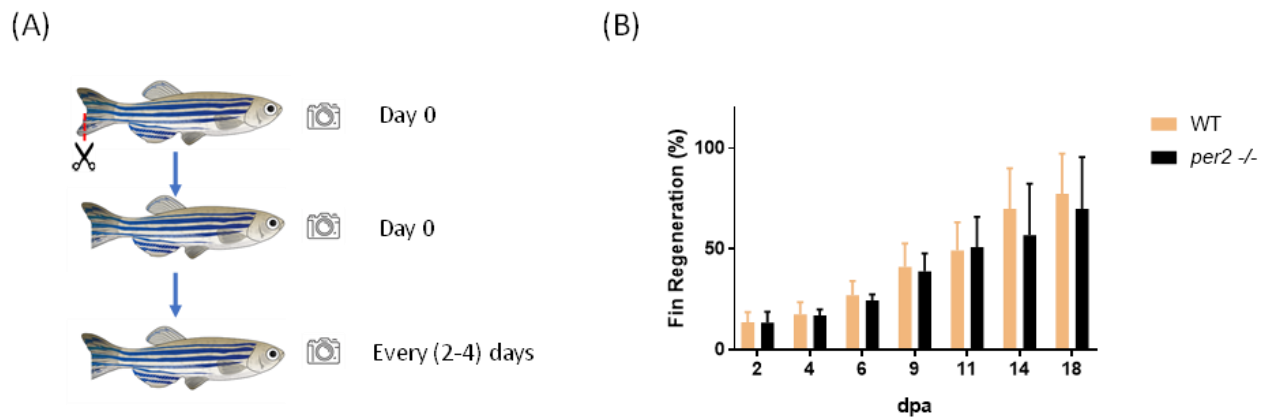 (A)
Day 0
Day 0
Every (2-4) days
(B)
Fin Regeneration (%)
100
50
0
2 4 6 9 11 14 18
dpa
WT
per2 -/-